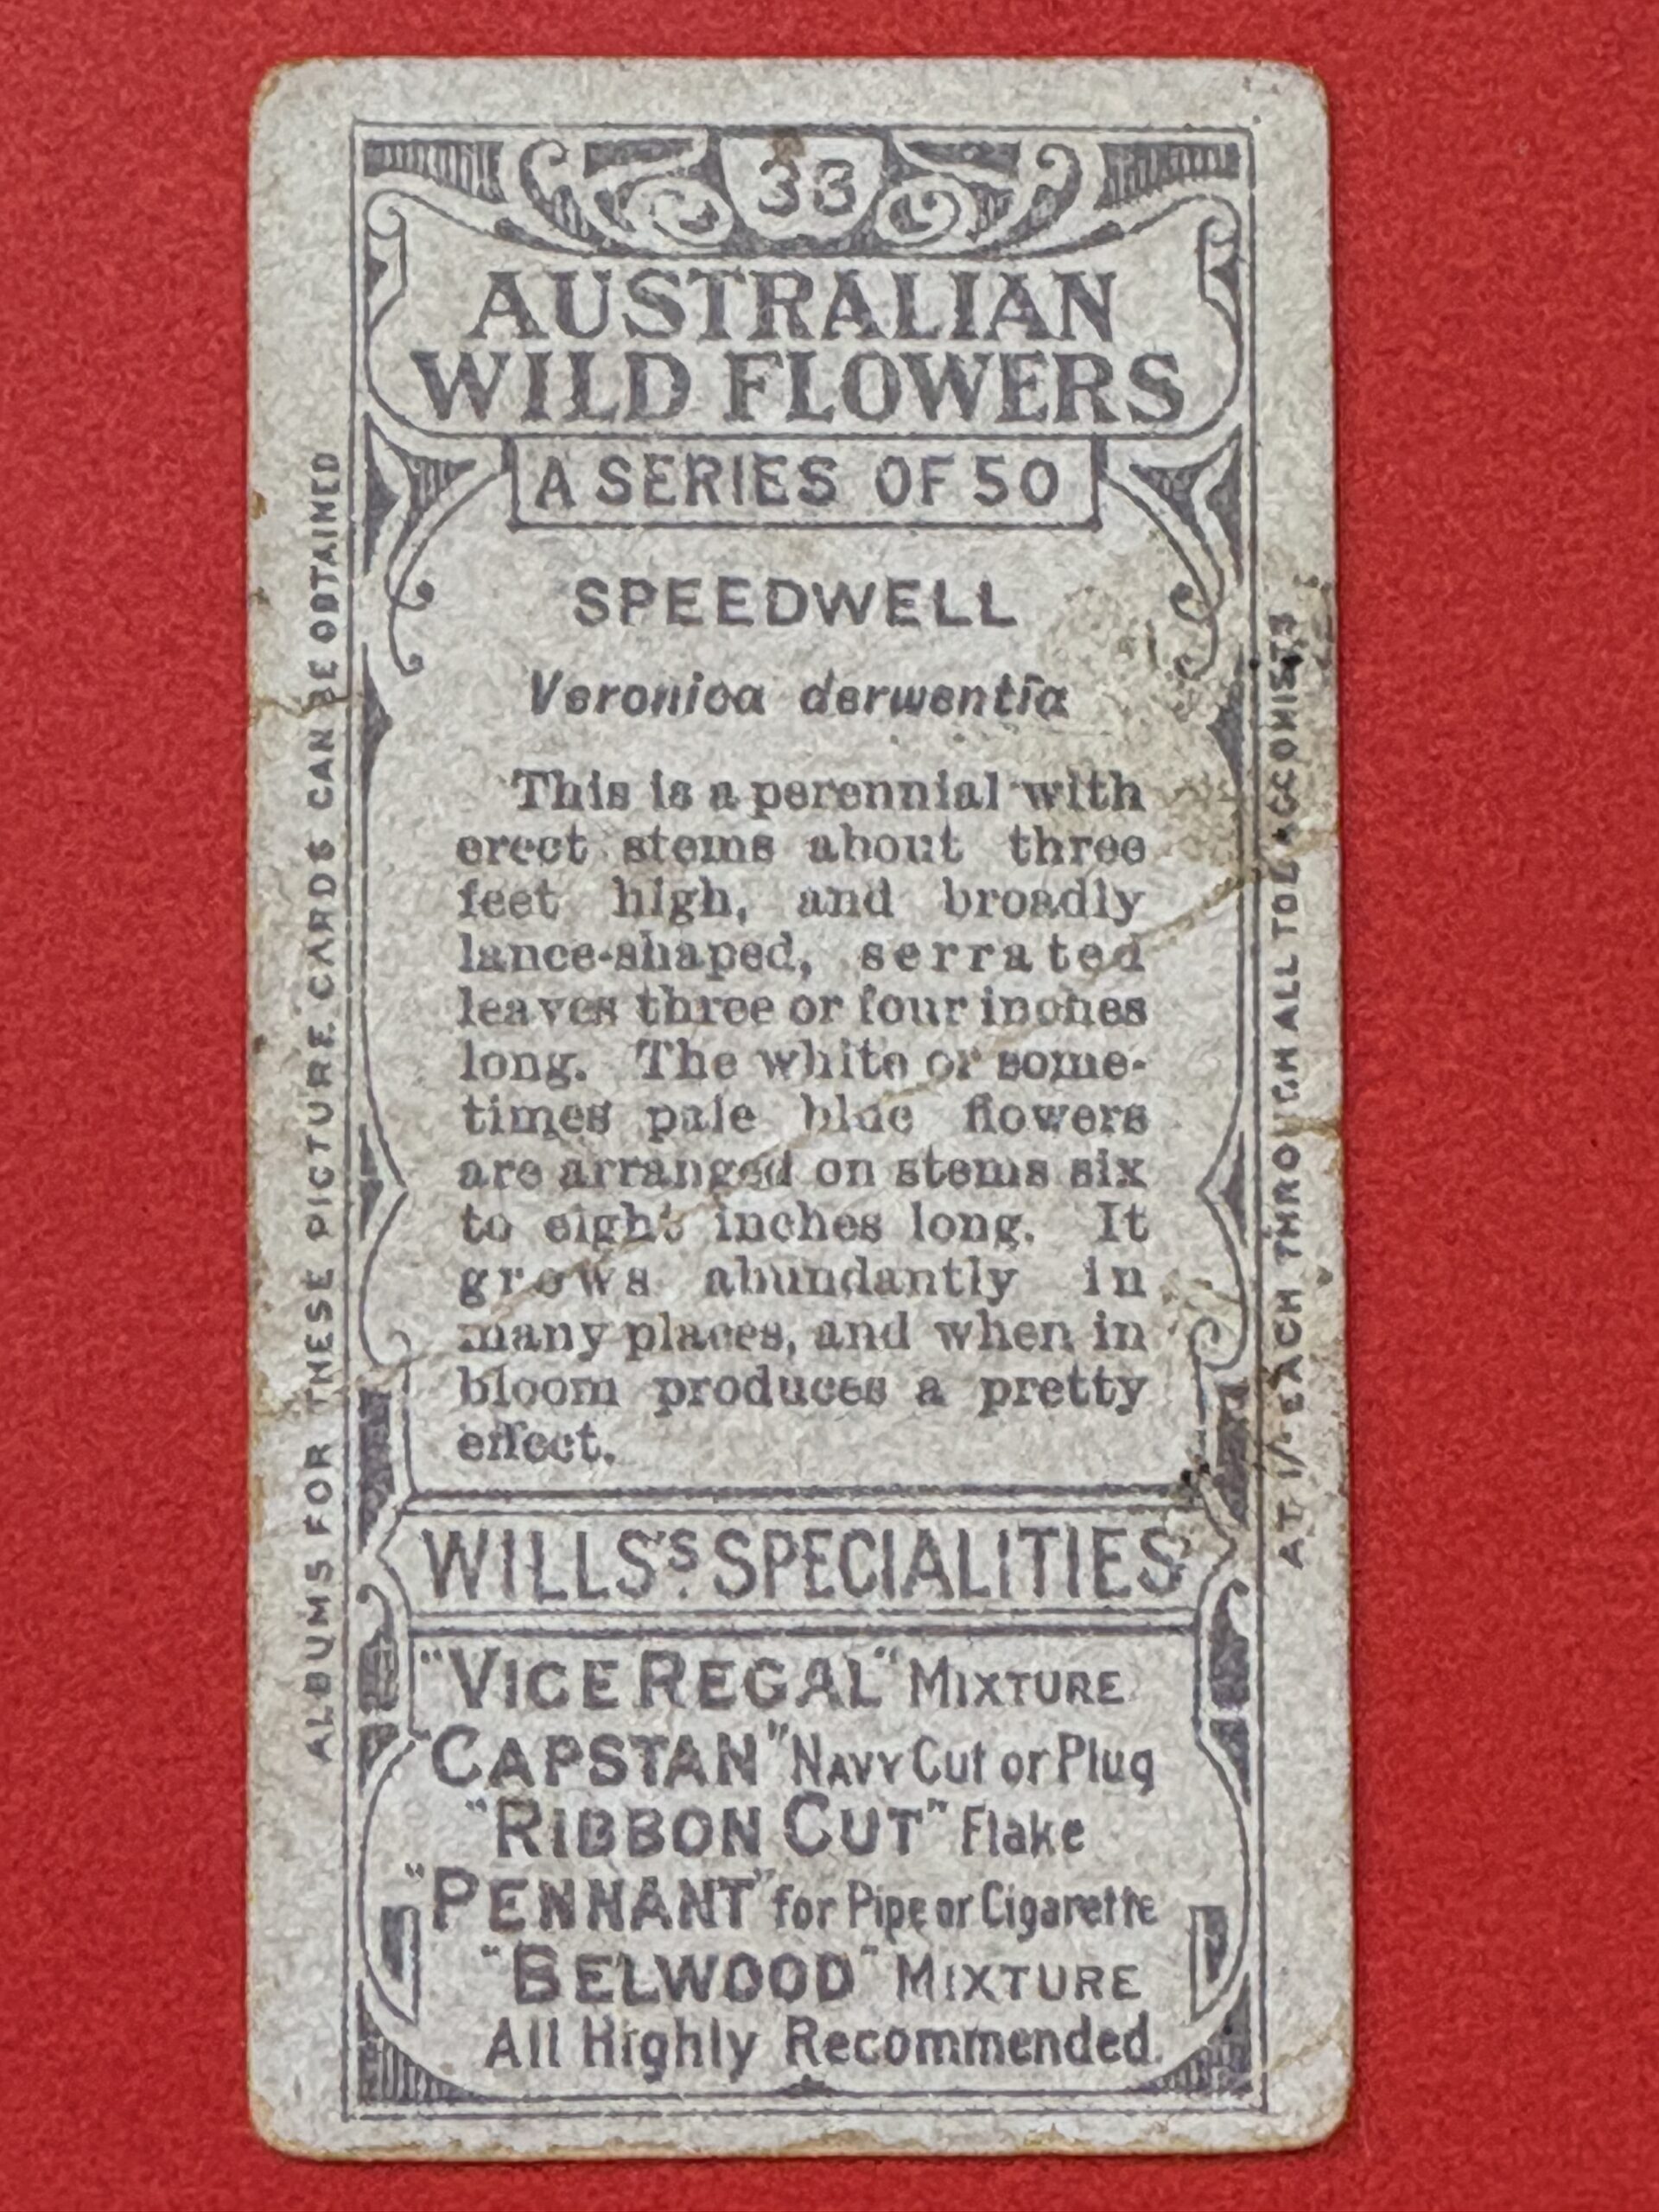 33
AUSTRALIAN
WILD FLOWERS
A SERIES OF 50
SPEEDWELL
Veronica derwentia
This is a perennial with
erect stems about three
feet high, and broadly
lance-shaped, serrated
leaves three or four inches
long. The white or some-
times pale blue flowers
are arranged on stems six
to eight inches long. It
grows abundantly in
many places, and when in
bloom produces a pretty
effect.
WILLS'S SPECIALITIES
"VICE REGAL" MIXTURE
"CAPSTAN" NAVY Cut or Plug
"RIBBON CUT" Flake
"PENNANT" for Pipe or Cigarette
"BELWOOD" MIXTURE
All Highly Recommended.
ALBUMS FOR THESE PICTURE CARDS CAN BE OBTAINED
AT 1/- EACH THROUGH ALL TOBACCONISTS